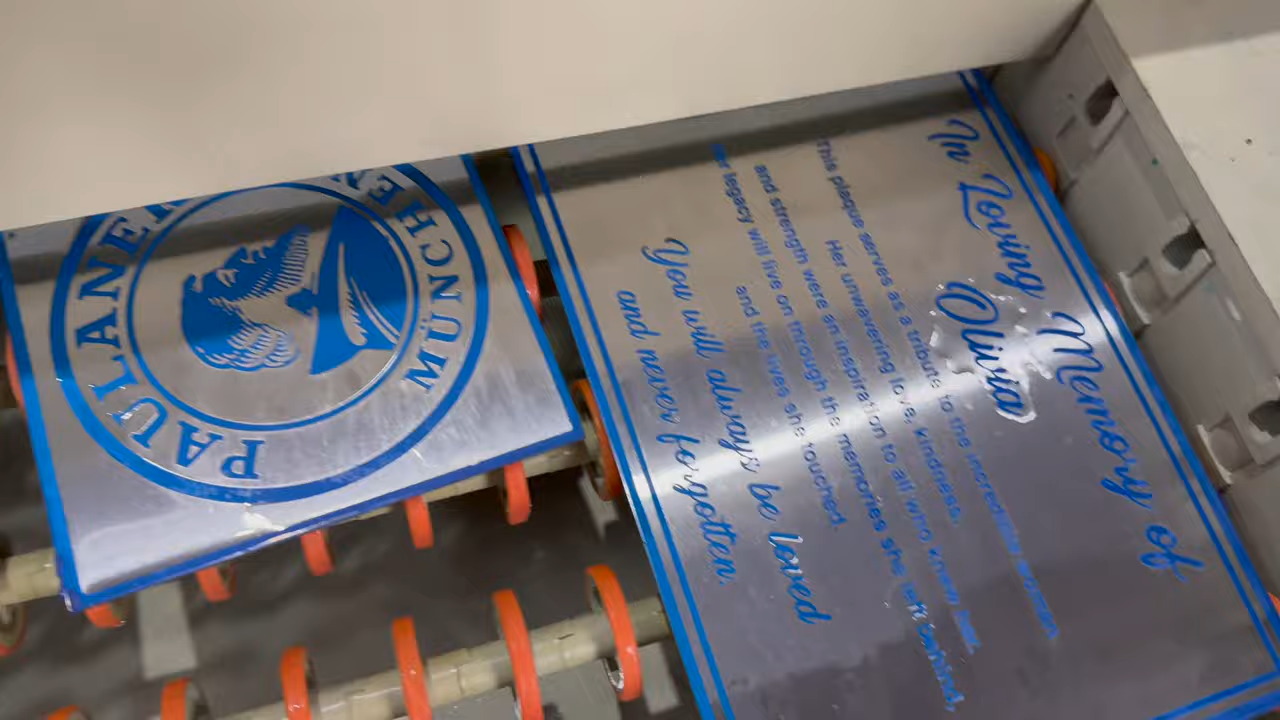 PAULANER
MÜNCHE
In Loving Memory of
Olivia
This plaque serves as a tribute to the incredible woman.
Her unwavering love, kindness,
and strength were an inspiration to all who knew her.
Her legacy will live on through the memories she left behind,
and the lives she touched.
You will always be loved
and never forgotten.